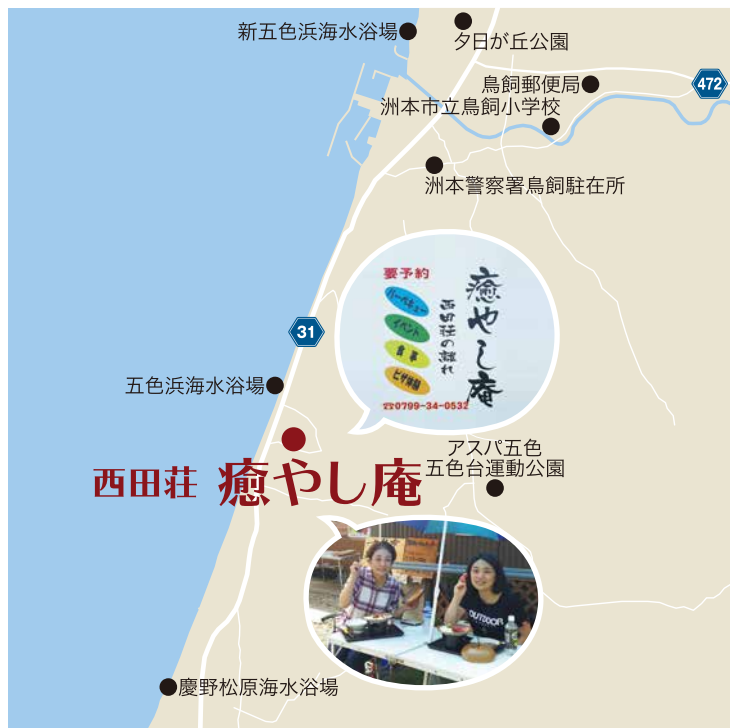 新五色浜海水浴場
夕日が丘公園
鳥飼郵便局
472
洲本市立鳥飼小学校
洲本警察署鳥飼駐在所
要予約
癒やし庵
西田荘の離れ
バーベキュー
イベント
食事
ピザ体験
☎0799-34-0532
31
五色浜海水浴場
アスパ五色
五色台運動公園
西田荘 癒やし庵
OUTDOOR
慶野松原海水浴場